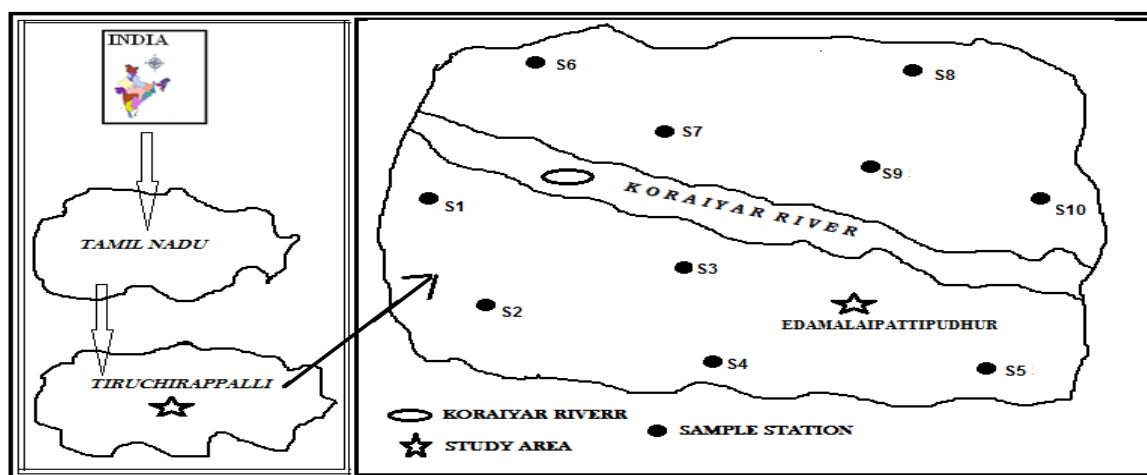 INDIA
TAMIL NADU
TIRUCHIRAPPALLI
S6
S8
S7
S9
S1
S10
KORAIYAR RIVER
S3
S2
EDAMALAIPATTIPUDHUR
S4
S5
KORAIYAR RIVERR
STUDY AREA
SAMPLE STATION